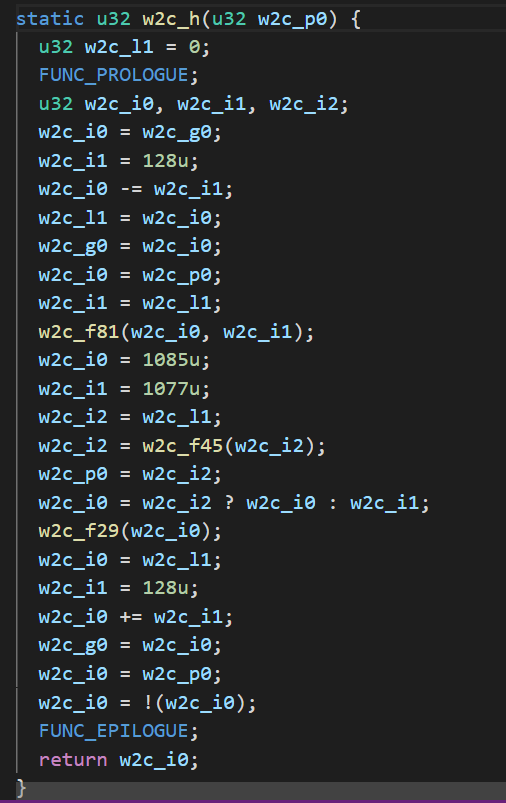 static u32 w2c_h(u32 w2c_p0) {
u32 w2c_l1 = 0;
FUNC_PROLOGUE;
u32 w2c_i0, w2c_i1, w2c_i2;
w2c_i0 = w2c_g0;
w2c_i1 = 128u;
w2c_i0 -= w2c_i1;
w2c_l1 = w2c_i0;
w2c_g0 = w2c_i0;
w2c_i0 = w2c_p0;
w2c_i1 = w2c_l1;
w2c_f81(w2c_i0, w2c_i1);
w2c_i0 = 1085u;
w2c_i1 = 1077u;
w2c_i2 = w2c_l1;
w2c_i2 = w2c_f45(w2c_i2);
w2c_p0 = w2c_i2;
w2c_i0 = w2c_i2 ? w2c_i0 : w2c_i1;
w2c_f29(w2c_i0);
w2c_i0 = w2c_l1;
w2c_i1 = 128u;
w2c_i0 += w2c_i1;
w2c_g0 = w2c_i0;
w2c_i0 = w2c_p0;
w2c_i0 = !(w2c_i0);
FUNC_EPILOGUE;
return w2c_i0;
}